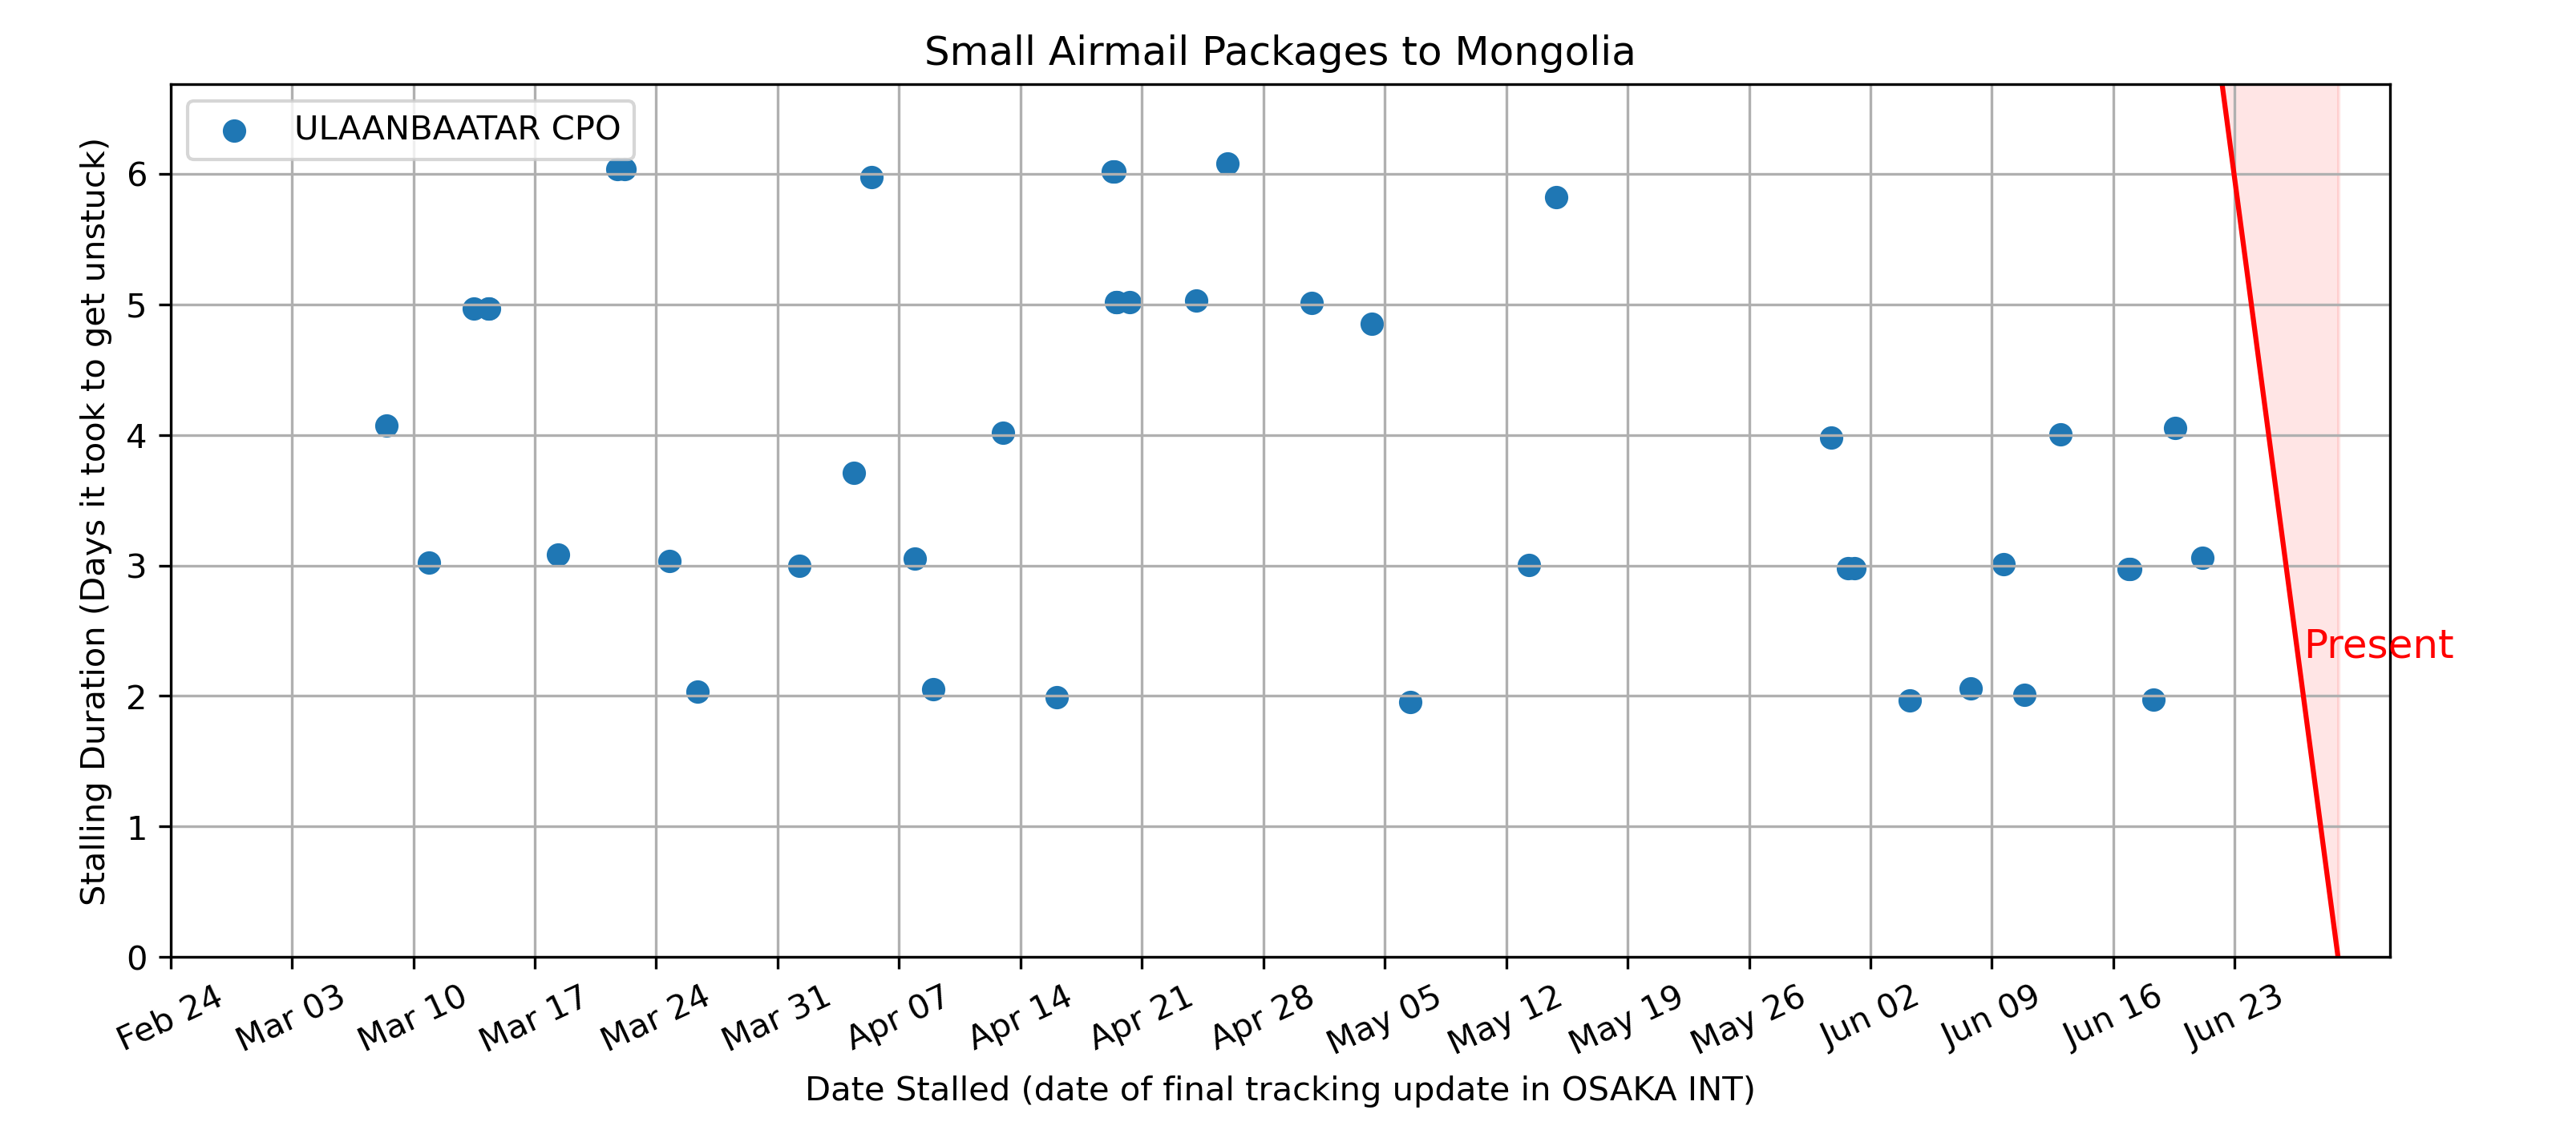 Small Airmail Packages to Mongolia
ULAANBAATAR CPO
Stalling Duration (Days it took to get unstuck)
6
5
4
3
2
1
0
Present
Feb 24
Mar 03
Mar 10
Mar 17
Mar 24
Mar 31
Apr 07
Apr 14
Apr 21
Apr 28
May 05
May 12
May 19
May 26
Jun 02
Jun 09
Jun 16
Jun 23
Date Stalled (date of final tracking update in OSAKA INT)